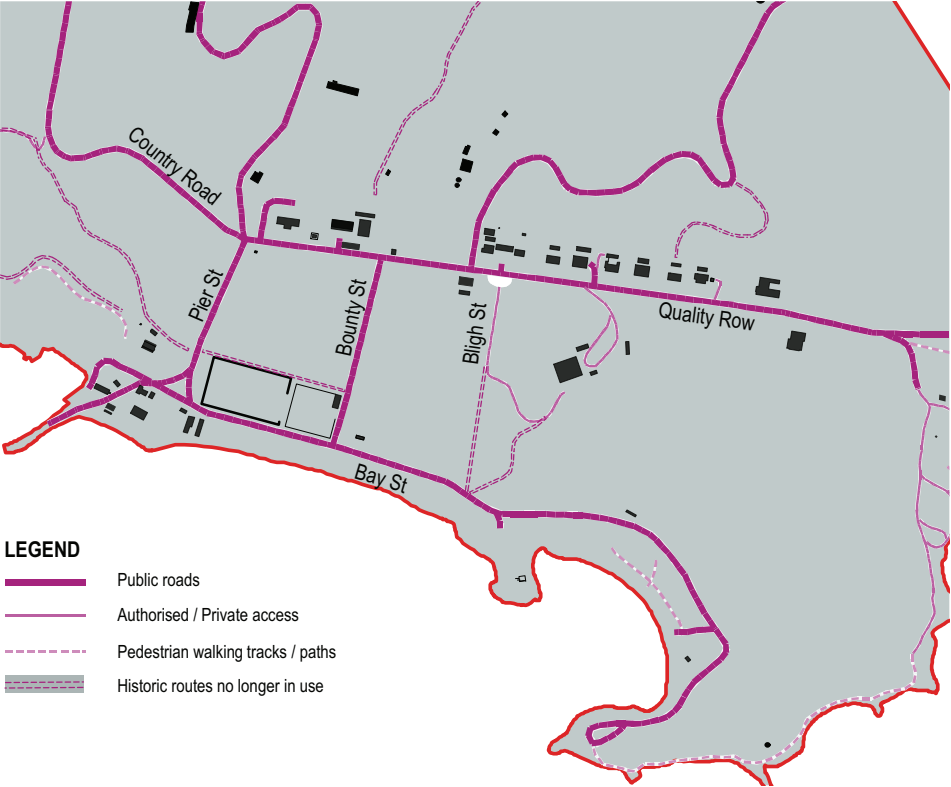 Country Road
Pier St
Bounty St
Bligh St
Quality Row
Bay St
LEGEND
Public roads
Authorised / Private access
Pedestrian walking tracks / paths
Historic routes no longer in use